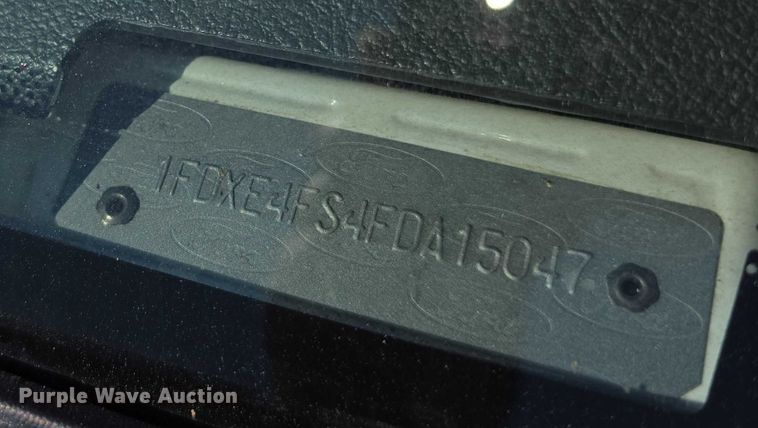 1FDXE4FS4FDA15047
Purple Wave Auction